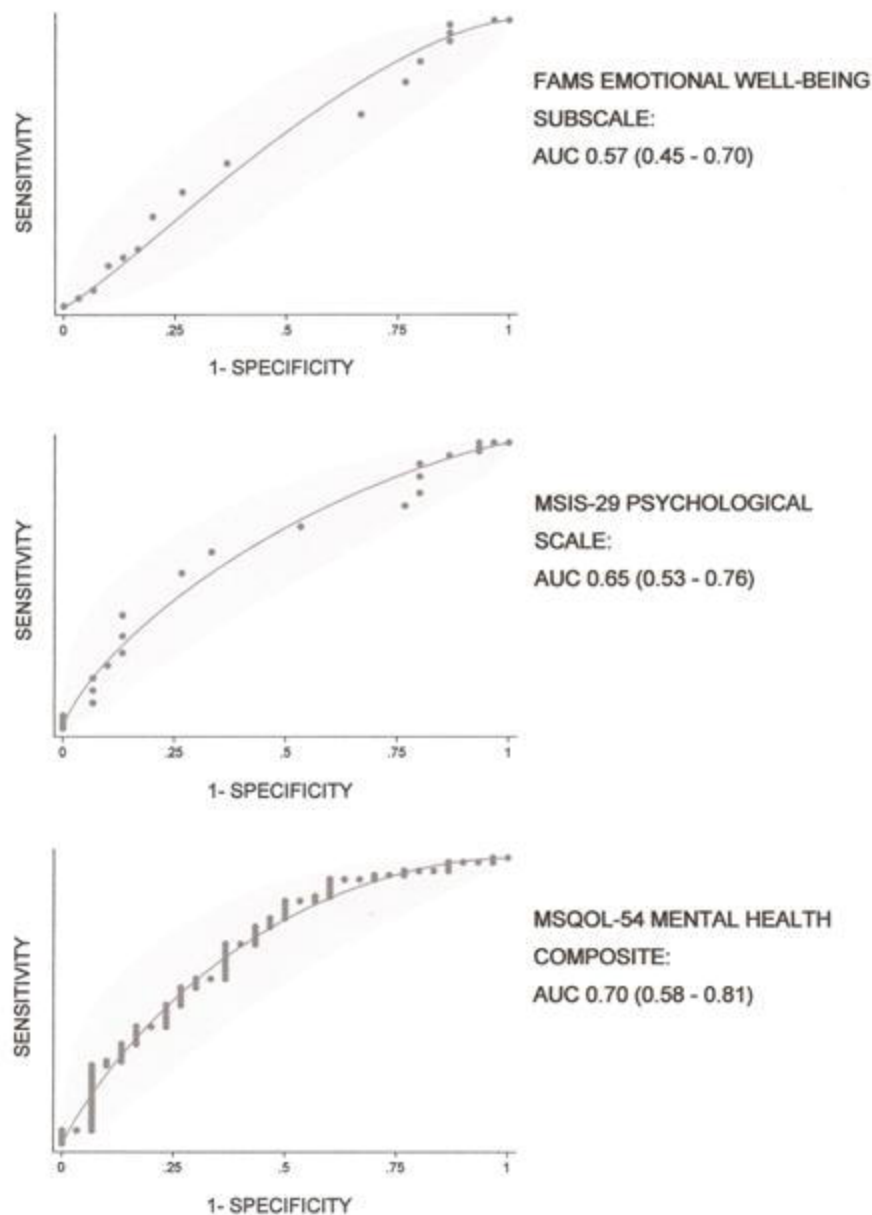 SENSITIVITY
FAMS EMOTIONAL WELL-BEING
SUBSCALE:
AUC 0.57 (0.45 - 0.70)
0 .25 .5 .75 1
1- SPECIFICITY
SENSITIVITY
MSIS-29 PSYCHOLOGICAL
SCALE:
AUC 0.65 (0.53 - 0.76)
0 .25 .5 .75 1
1- SPECIFICITY
SENSITIVITY
MSQOL-54 MENTAL HEALTH
COMPOSITE:
AUC 0.70 (0.58 - 0.81)
0 .25 .5 .75 1
1- SPECIFICITY